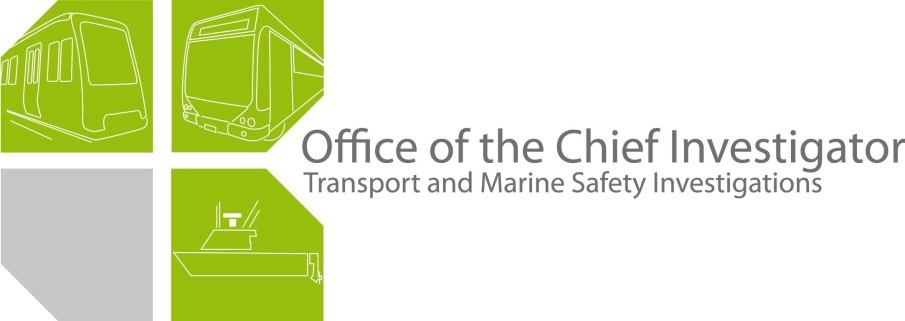 Office of the Chief Investigator
Transport and Marine Safety Investigations